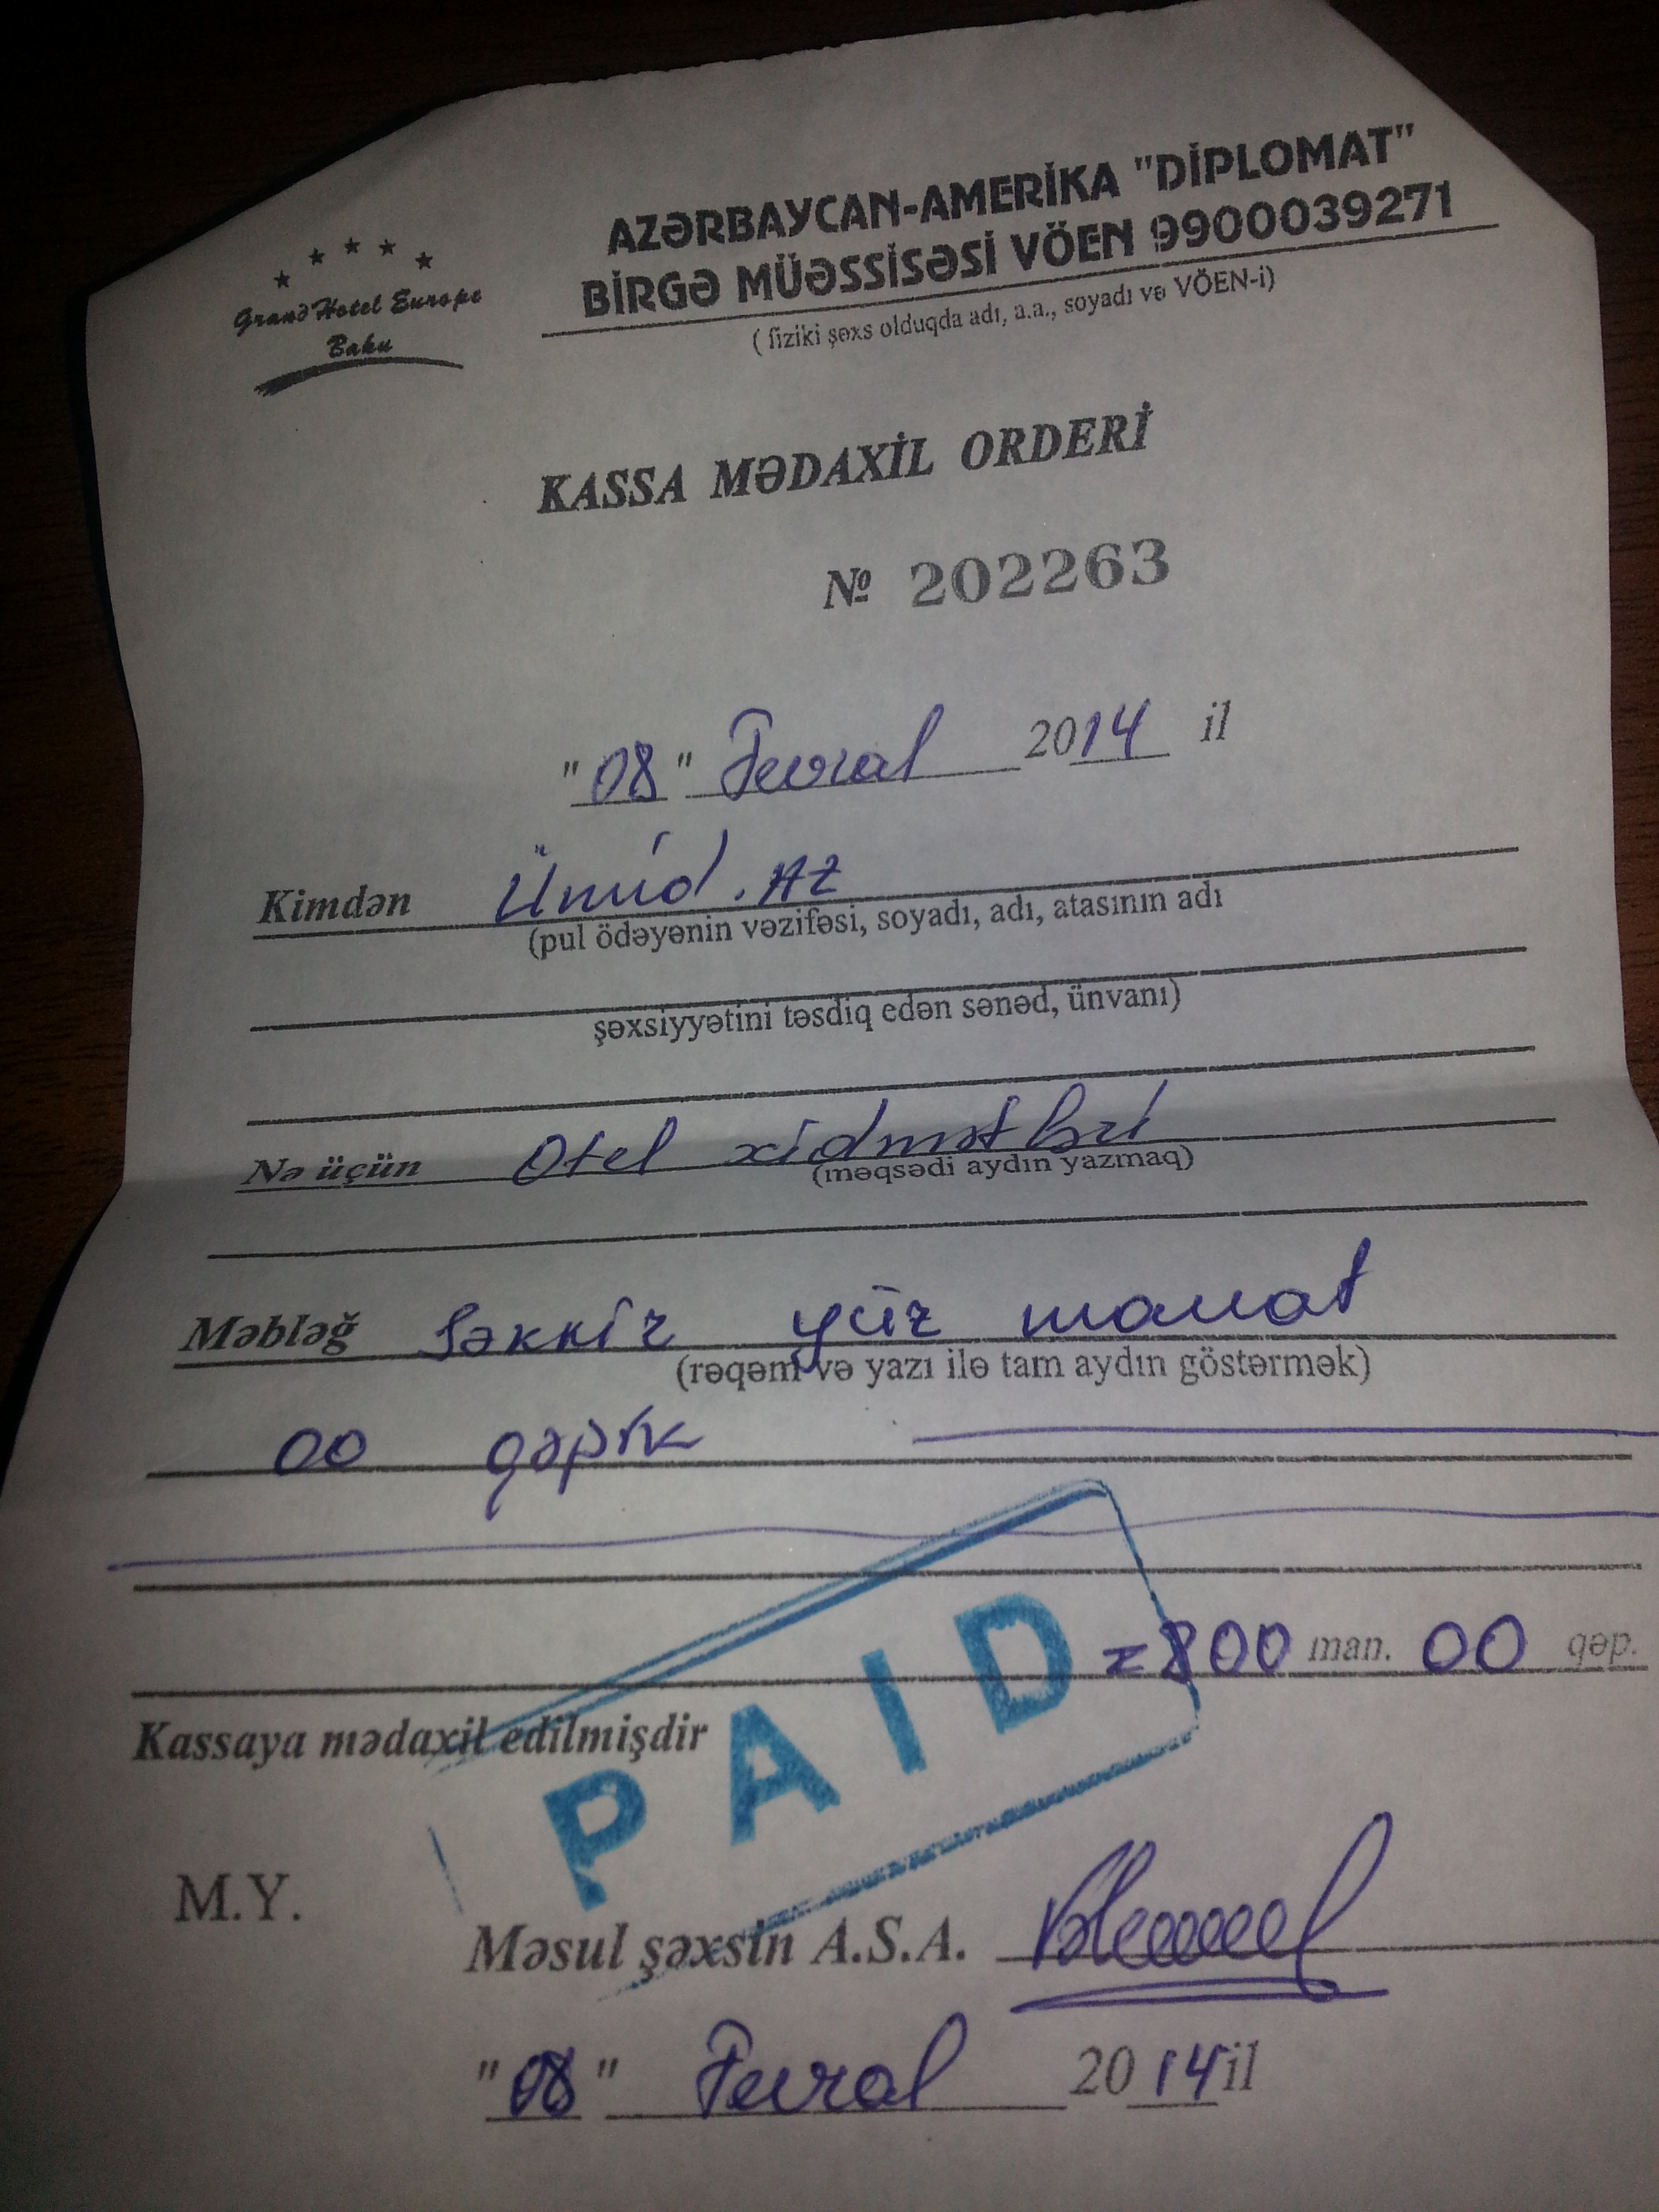 AZƏRBAYCAN-AMERİKA "DİPLOMAT"
BİRGƏ MÜƏSSİSƏSİ VÖEN 9900039271
( fiziki şəxs olduqda adı, a.a., soyadı və VÖEN-i)
Grand Hotel Europe
Baku
KASSA MƏDAXİL ORDERİ
№ 202263
"08" Fevral 2014 il
Kimdən Ümid.AZ
(pul ödəyənin vəzifəsi, soyadı, adı, atasının adı
şəxsiyyətini təsdiq edən sənəd, ünvanı)
Nə üçün Otel xidmətləri
(məqsədi aydın yazmaq)
Məbləğ Səkkiz yüz manat
(rəqəm və yazı ilə tam aydın göstərmək)
00 qəpik
=800 man. 00 qəp.
Kassaya mədaxil edilmişdir
PAID
M.Y.
Məsul şəxsin A.S.A.
"08" Fevral 2014 il